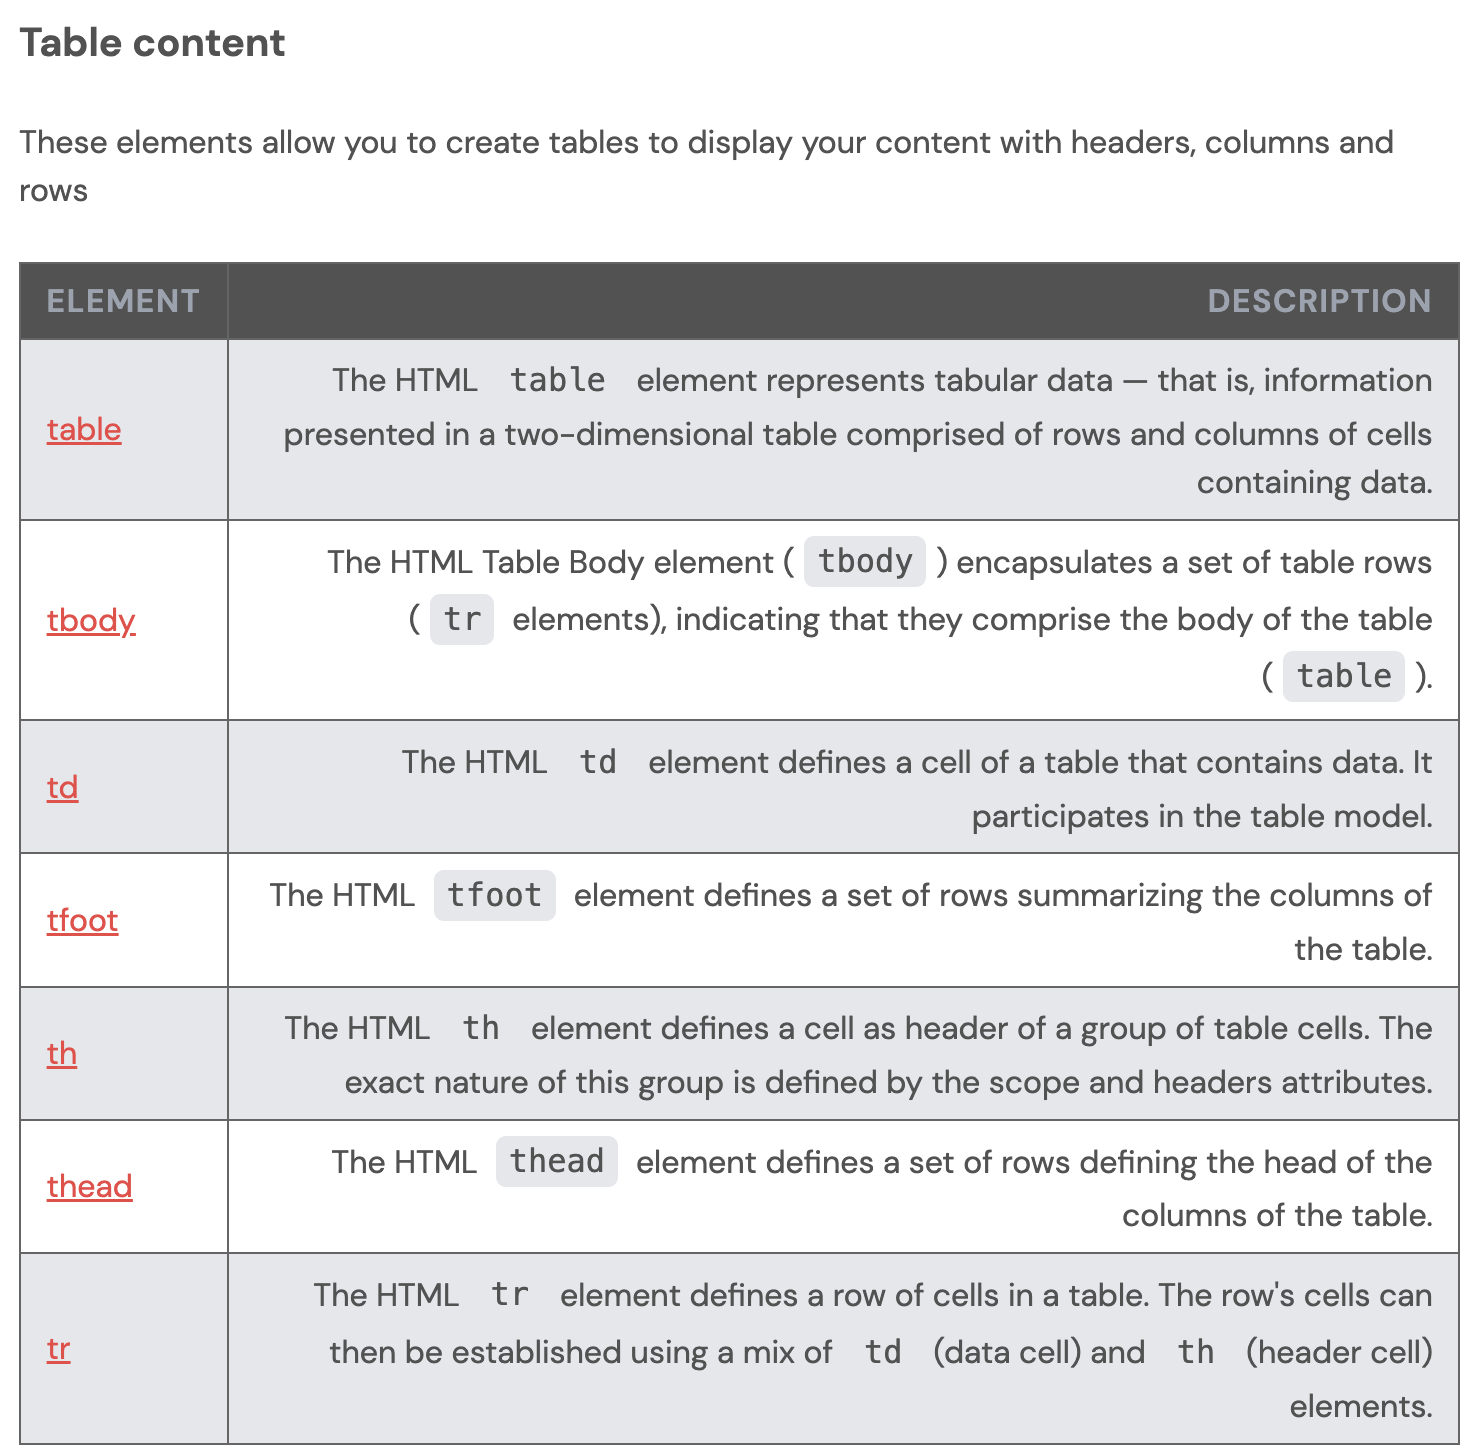 Table content
These elements allow you to create tables to display your content with headers, columns and
rows
ELEMENT DESCRIPTION
table
The HTML table element represents tabular data — that is, information
presented in a two-dimensional table comprised of rows and columns of cells
containing data.
tbody
The HTML Table Body element ( tbody ) encapsulates a set of table rows
( tr elements), indicating that they comprise the body of the table
( table ).
td
The HTML td element defines a cell of a table that contains data. It
participates in the table model.
tfoot
The HTML tfoot element defines a set of rows summarizing the columns of
the table.
th
The HTML th element defines a cell as header of a group of table cells. The
exact nature of this group is defined by the scope and headers attributes.
thead
The HTML thead element defines a set of rows defining the head of the
columns of the table.
tr
The HTML tr element defines a row of cells in a table. The row's cells can
then be established using a mix of td (data cell) and th (header cell)
elements.